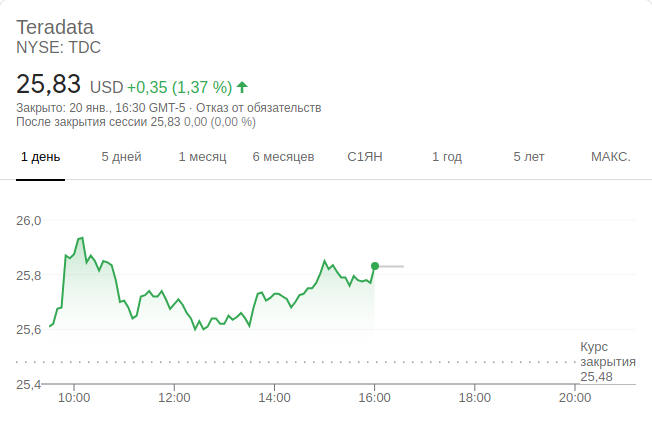 Teradata
NYSE: TDC
25,83 USD +0,35 (1,37 %)
Закрыто: 20 янв., 16:30 GMT-5 · Отказ от обязательств
После закрытия сессии 25,83 0,00 (0,00 %)
1 день 5 дней 1 месяц 6 месяцев С1ЯН 1 год 5 лет МАКС.
26,0
25,8
25,6
Курс
закрытия
25,48
25,4
10:00 12:00 14:00 16:00 18:00 20:00